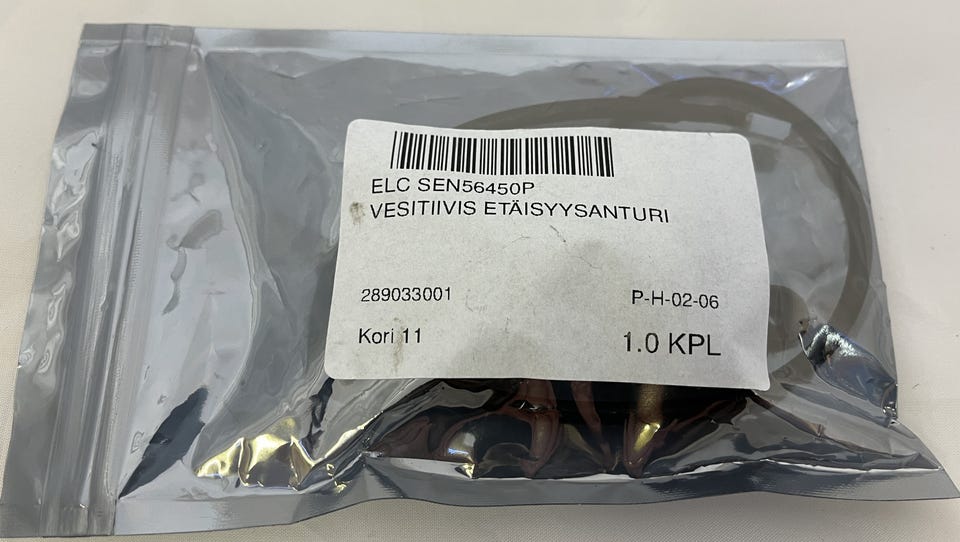 ELC SEN56450P
VESITIIVIS ETÄISYYSANTURI
289033001
P-H-02-06
Kori 11
1.0 KPL